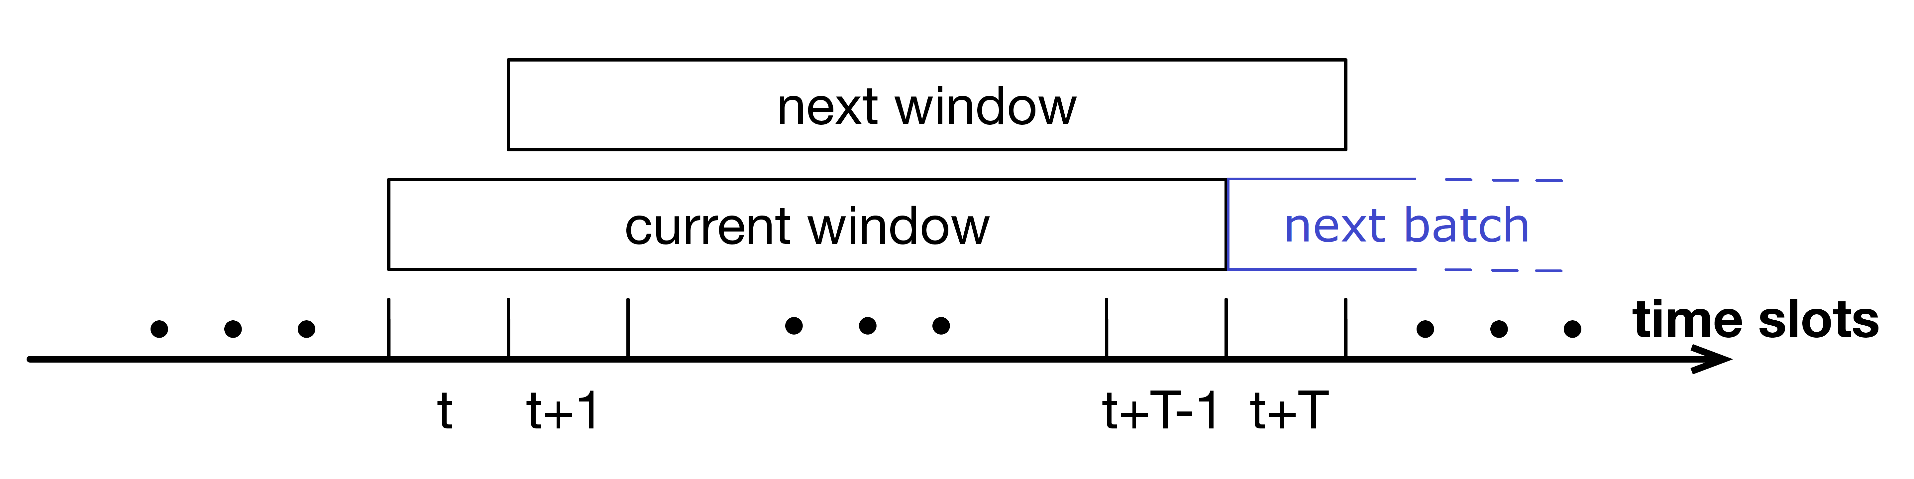 next window
current window
next batch
time slots
t
t+1
t+T-1
t+T